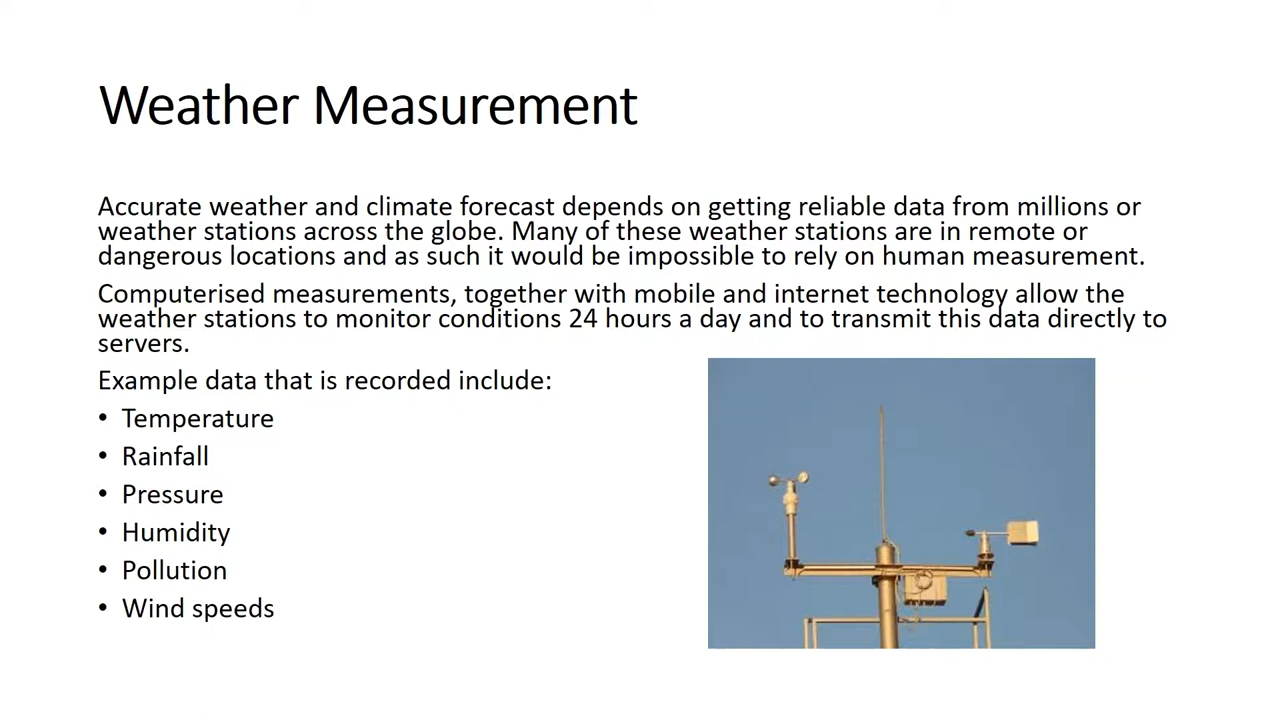 Weather Measurement
Accurate weather and climate forecast depends on getting reliable data from millions or
weather stations across the globe. Many of these weather stations are in remote or
dangerous locations and as such it would be impossible to rely on human measurement.
Computerised measurements, together with mobile and internet technology allow the
weather stations to monitor conditions 24 hours a day and to transmit this data directly to
servers.
Example data that is recorded include:
• Temperature
• Rainfall
• Pressure
• Humidity
• Pollution
• Wind speeds